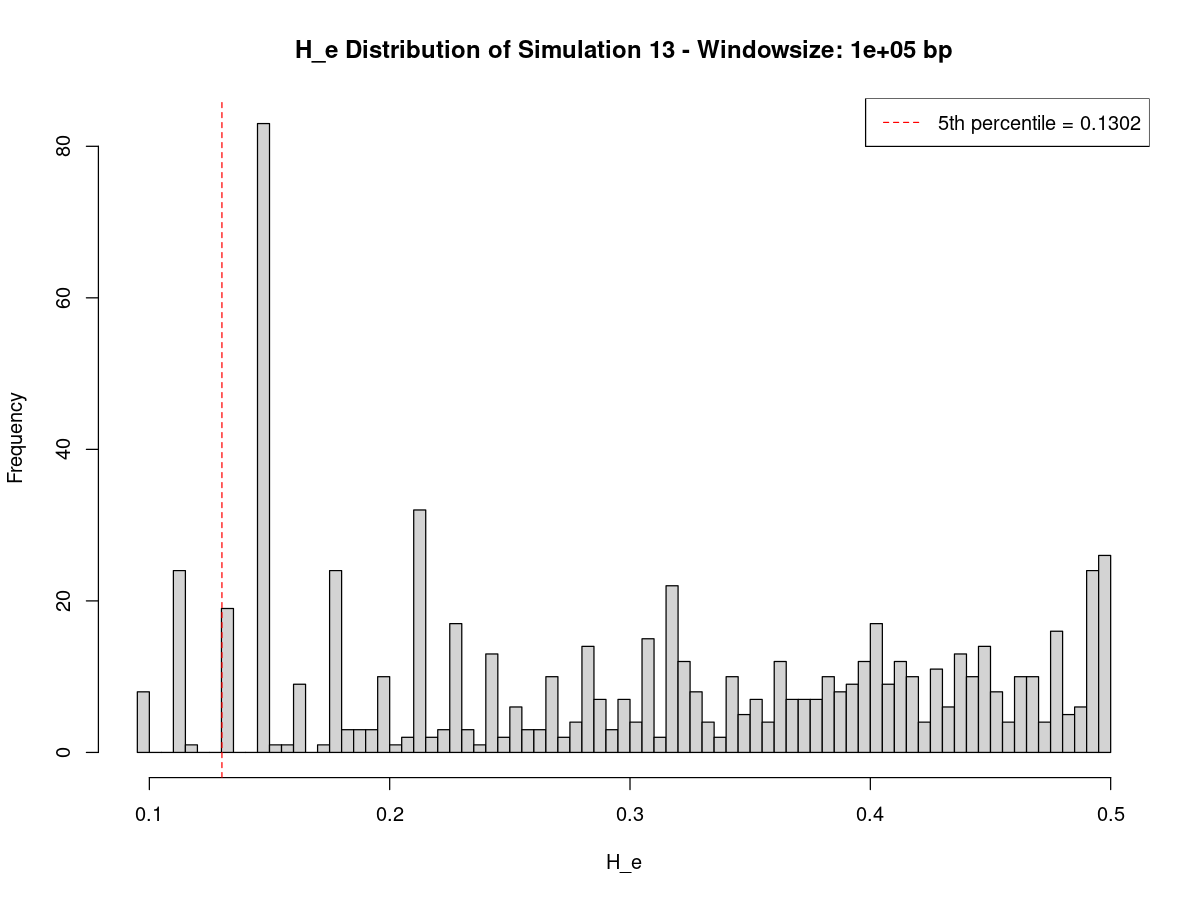 H_e Distribution of Simulation 13 - Windowsize: 1e+05 bp
5th percentile = 0.1302
Frequency
80
60
40
20
0
0.1 0.2 0.3 0.4 0.5
H_e